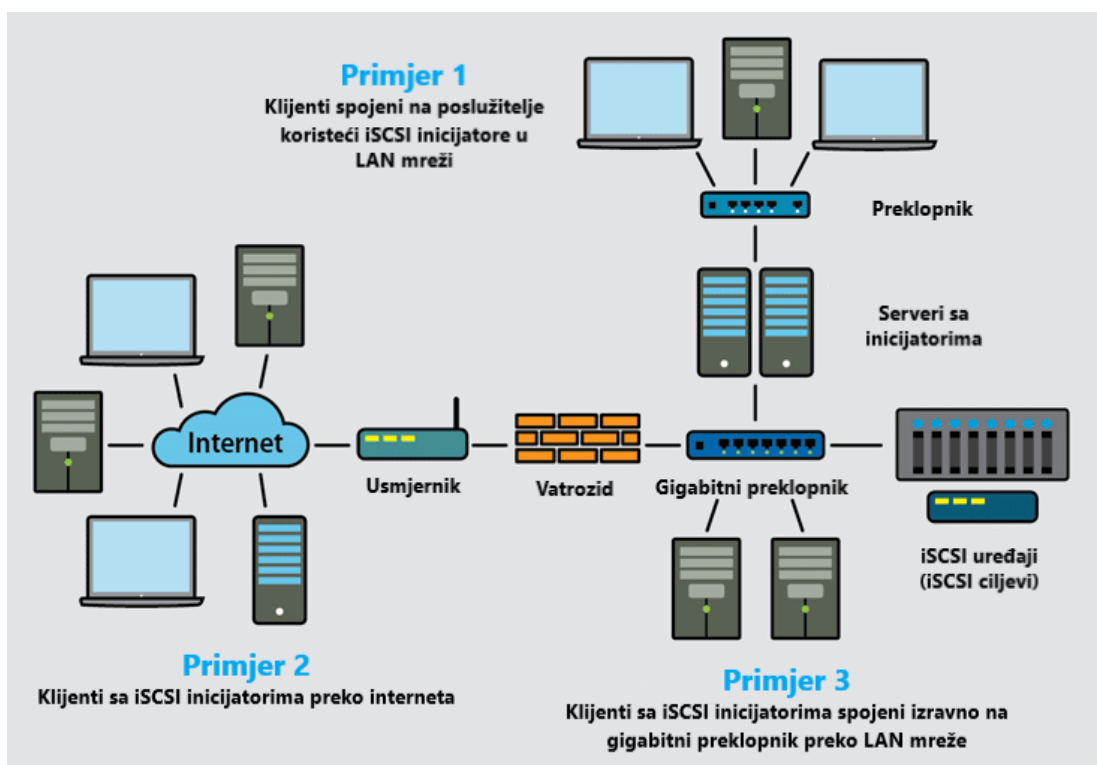 Primjer 1
Klijenti spojeni na poslužitelje
koristeći iSCSI inicijatore u
LAN mreži
Preklopnik
Serveri sa
inicijatorima
Internet
Usmjernik
Vatrozid
Gigabitni preklopnik
iSCSI uređaji
(iSCSI ciljevi)
Primjer 2
Klijenti sa iSCSI inicijatorima preko interneta
Primjer 3
Klijenti sa iSCSI inicijatorima spojeni izravno na
gigabitni preklopnik preko LAN mreže